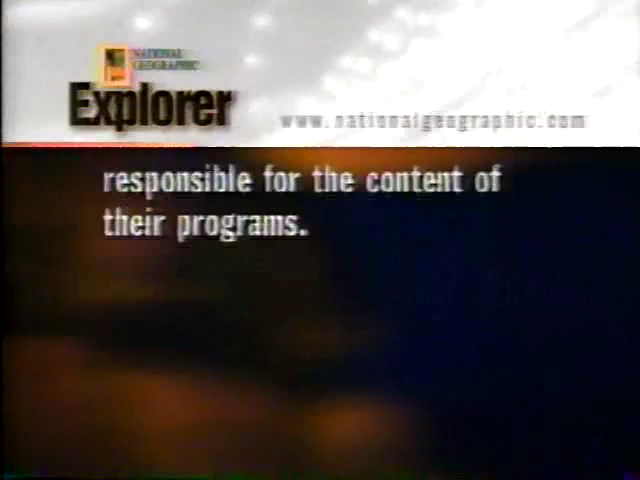 NATIONAL
GEOGRAPHIC
Explorer
www.nationalgeographic.com
responsible for the content of
their programs.